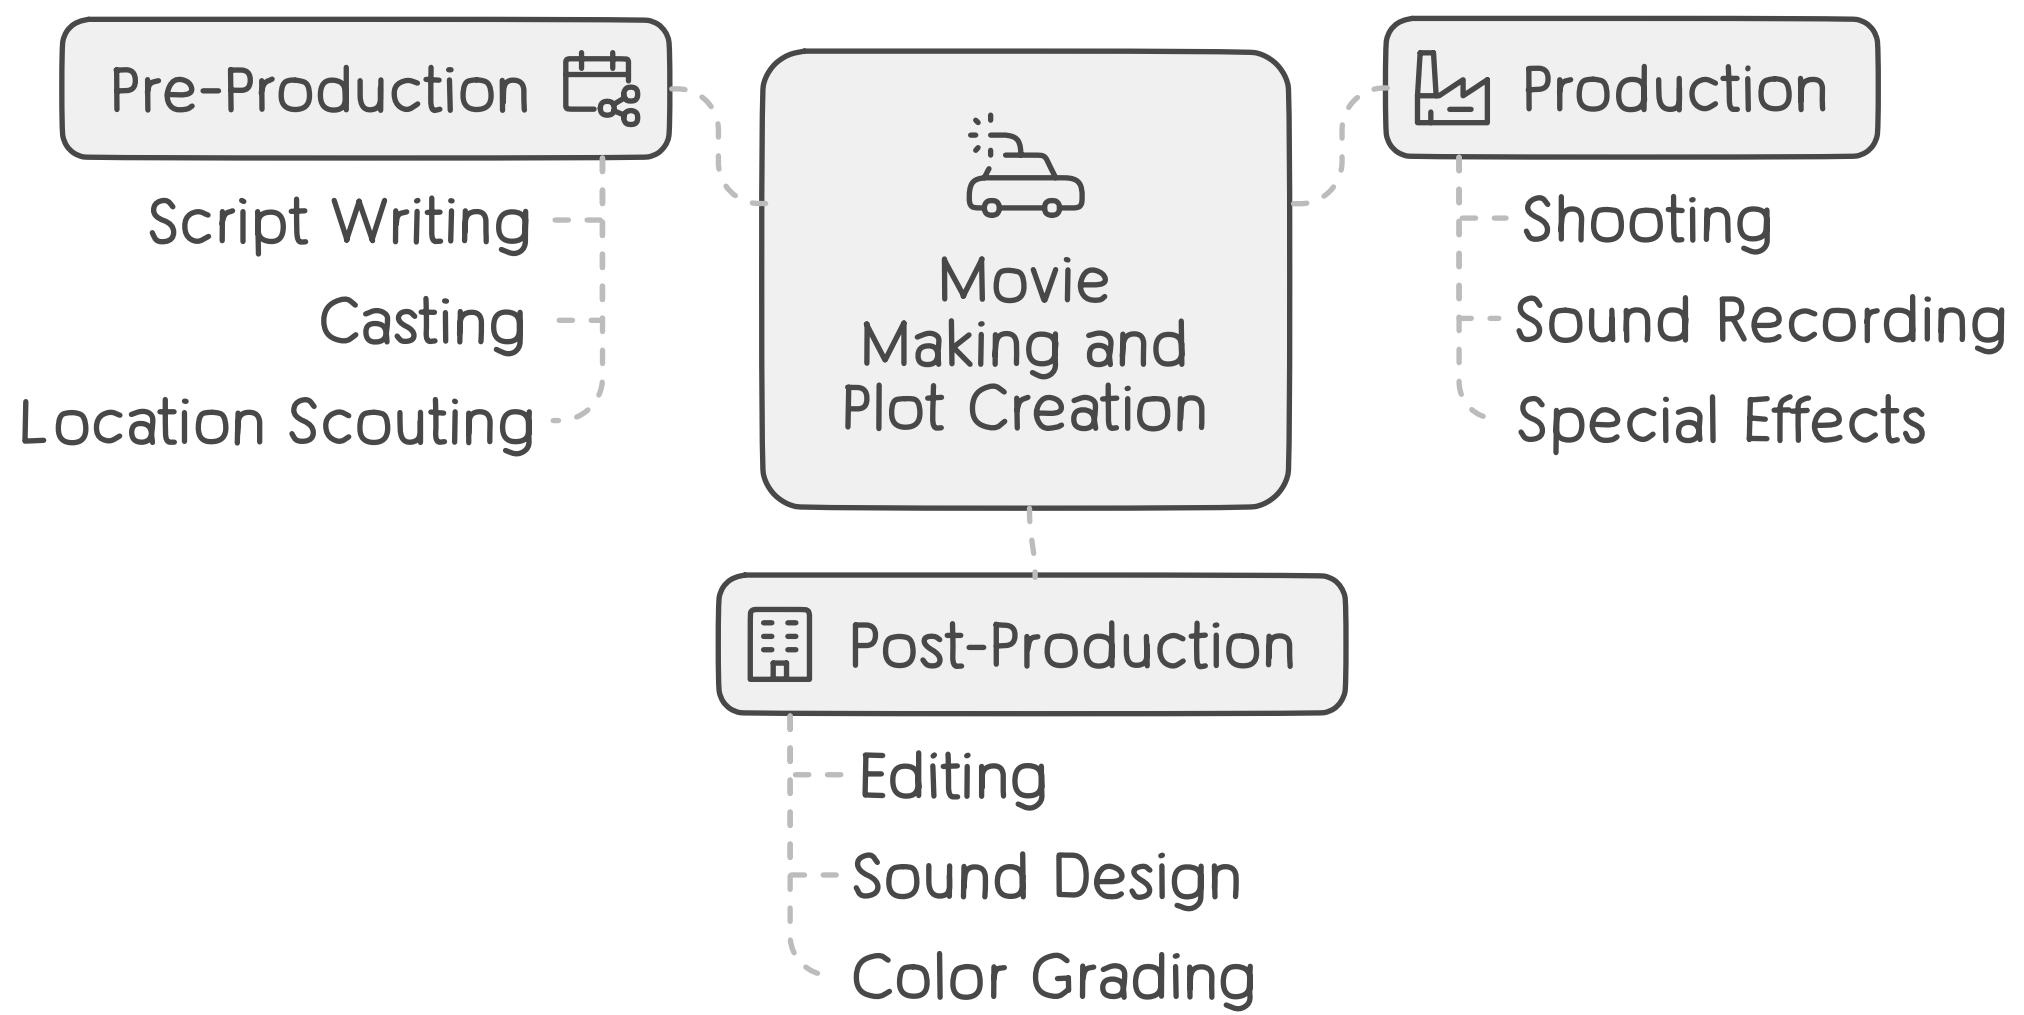 Pre-Production
Script Writing
Casting
Location Scouting
Movie
Making and
Plot Creation
Production
Shooting
Sound Recording
Special Effects
Post-Production
Editing
Sound Design
Color Grading